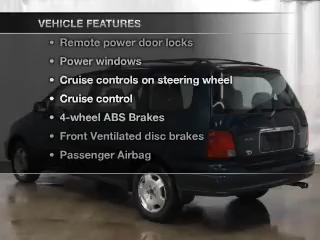 VEHICLE FEATURES
• Remote power door locks
• Power windows
• Cruise controls on steering wheel
• Cruise control
• 4-wheel ABS Brakes
• Front Ventilated disc brakes
• Passenger Airbag